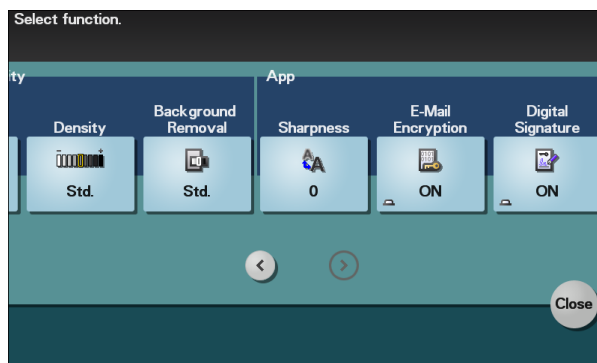 Select function.
ty
App
Density
Background
Removal
Sharpness
E-Mail
Encryption
Digital
Signature
Std.
Std.
0
ON
ON
Close